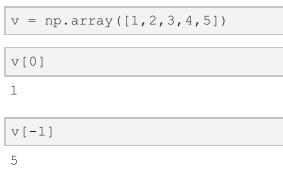 v = np.array([1,2,3,4,5])
v[0]
1
v[-1]
5